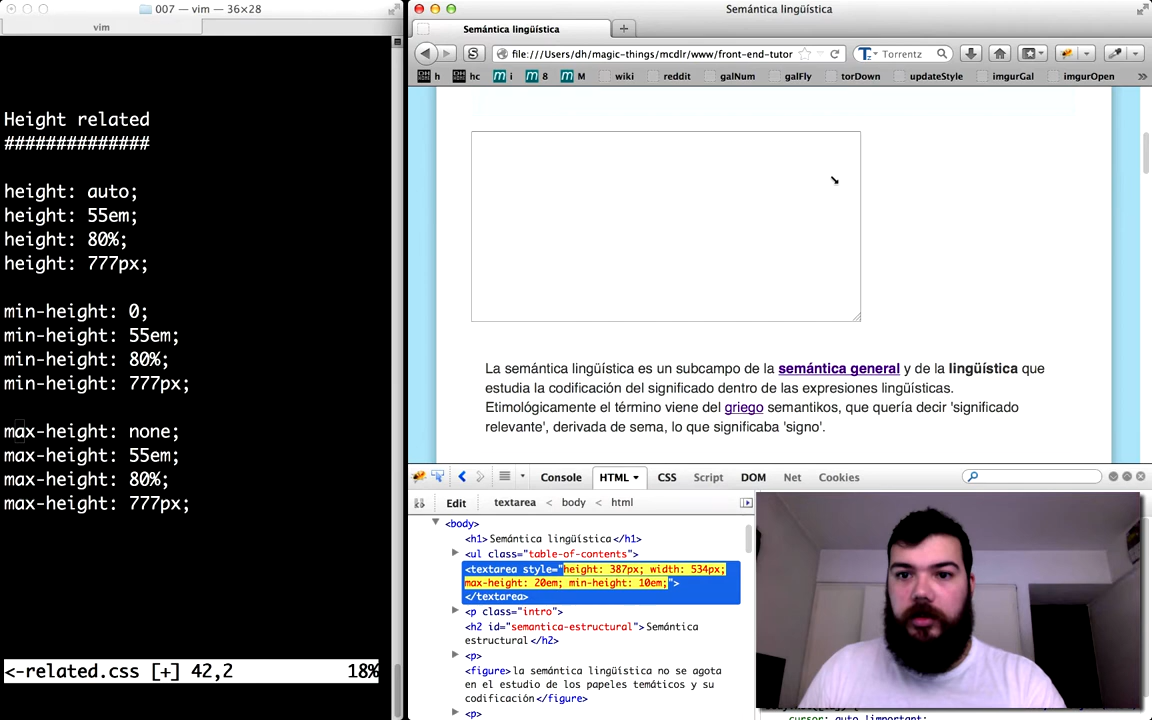 007 — vim — 36×28
vim
Height related
##############
height: auto;
height: 55em;
height: 80%;
height: 777px;
min-height: 0;
min-height: 55em;
min-height: 80%;
min-height: 777px;
max-height: none;
max-height: 55em;
max-height: 80%;
max-height: 777px;
<-related.css [+] 42,2 18%
Semántica lingüística
Semántica lingüística
file:///Users/dh/magic-things/mcdlr/www/front-end-tutor
Torrentz
h hc i 8 M wiki reddit galNum galFly torDown updateStyle imgurGal imgurOpen
La semántica lingüística es un subcampo de la semántica general y de la lingüística que
estudia la codificación del significado dentro de las expresiones lingüísticas.
Etimológicamente el término viene del griego semantikos, que quería decir 'significado
relevante', derivada de sema, lo que significaba 'signo'.
Console HTML CSS Script DOM Net Cookies
Edit textarea < body < html
<body>
<h1>Semántica lingüística</h1>
<ul class="table-of-contents">
<textarea style="height: 387px; width: 534px;
max-height: 20em; min-height: 10em;">
</textarea>
<p class="intro">
<h2 id="semantica-estructural">Semántica
estructural</h2>
<p>
<figure>la semántica lingüística no se agota
en el estudio de los papeles temáticos y su
codificación</figure>
<p>
cursor: auto !important;